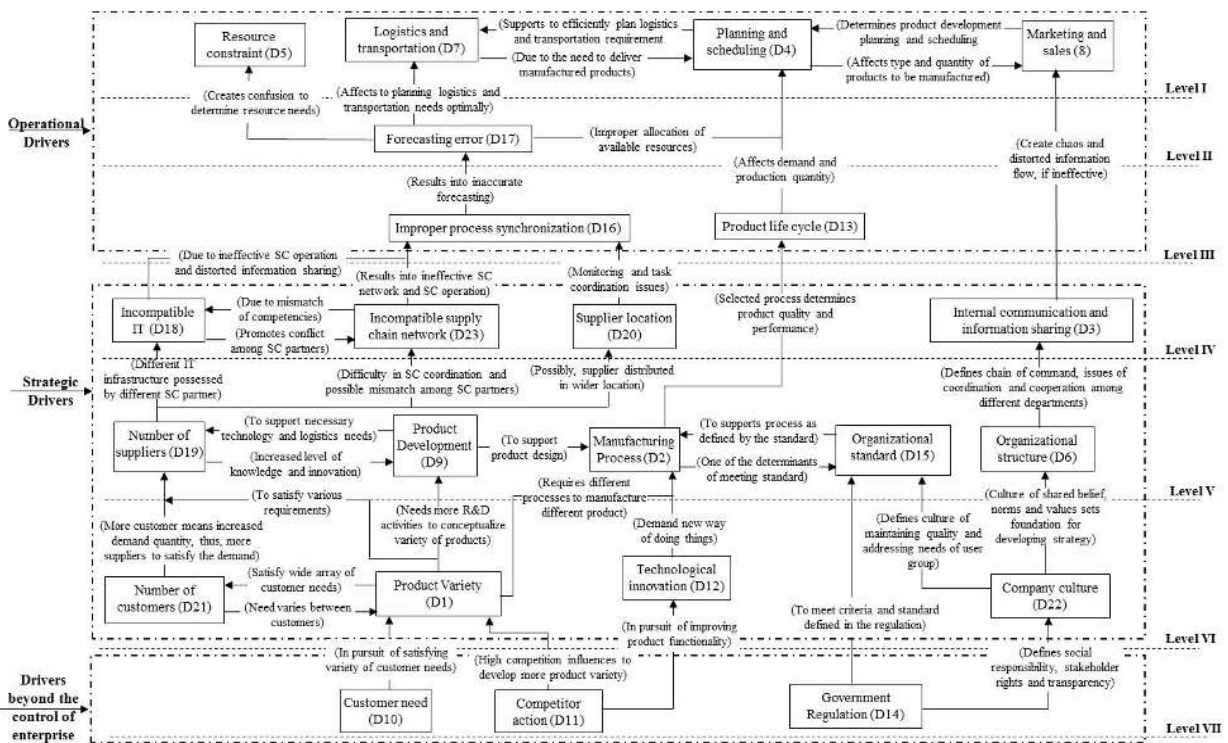 Resource
constraint (D5)
Logistics and
transportation (D7)
(Supports to efficiently plan logistics
and transportation requirement
(Due to the need to deliver
manufactured products)
Planning and
scheduling (D4)
(Determines product development
planning and scheduling
(Affects type and quantity of
products to be manufactured)
Marketing and
sales (8)
Level I
(Creates confusion to
determine resource needs)
(Affects to planning logistics and
transportation needs optimally
Operational
Drivers
Forecasting error (D17)
(Improper allocation of
available resources)
(Create chaos and
distorted information
flow, if ineffective)
Level II
(Affects demand and
production quantity)
(Results into inaccurate
forecasting)
Improper process synchronization (D16)
Product life cycle (D13)
Level III
(Due to ineffective SC operation
and distorted information sharing)
(Results into ineffective SC
network and SC operation)
(Monitoring and task
coordination issues)
(Selected process determines
product quality and
performance)
Incompatible
IT (D18)
(Due to mismatch
of competencies)
(Promotes conflict
among SC partners)
Incompatible supply
chain network (D23)
Supplier location
(D20)
Internal communication and
information sharing (D3)
Level IV
Strategic
Drivers
(Different IT
infrastructure possessed
by different SC partner)
(Difficulty in SC coordination and
possible mismatch among SC partners)
(Possibly, supplier distributed
in wider location)
(Defines chain of command, issues of
coordination and cooperation among
different departments)
Number of
suppliers (D19)
(To support necessary
technology and logistics needs)
(Increased level of
knowledge and innovation)
Product
Development
(D9)
(To support
product design)
Manufacturing
Process (D2)
(To supports process as
defined by the standard)
(One of the determinants
of meeting standard)
Organizational
standard (D15)
Organizational
structure (D6)
Level V
(To satisfy various
requirements)
(Needs more R&D
activities to conceptualize
variety of products)
(Requires different
processes to manufacture
different product)
(Culture of shared belief,
norms and values sets
foundation for
developing strategy)
(More customer means increased
demand quantity, thus, more
suppliers to satisfy the demand)
(Demand new way
of doing things)
(Defines culture of
maintaining quality and
addressing needs of user
group)
Number of
customers (D21)
(Satisfy wide array of
customer needs)
(Need varies between
customers)
Product Variety
(D1)
Technological
innovation (D12)
Company culture
(D22)
Level VI
(In pursuit of satisfying
variety of customer needs)
(High competition influences to
develop more product variety)
(In pursuit of improving
product functionality)
(To meet criteria and standard
defined in the regulation)
(Defines social
responsibility, stakeholder
rights and transparency)
Drivers
beyond the
control of
enterprise
Customer need
(D10)
Competitor
action (D11)
Government
Regulation (D14)
Level VII